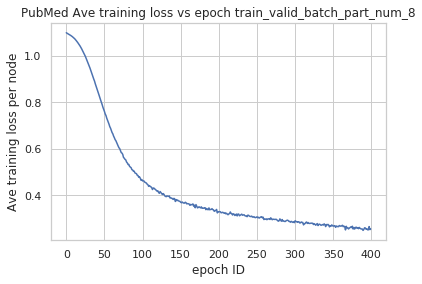 PubMed Ave training loss vs epoch train_valid_batch_part_num_8
Ave training loss per node
1.0
0.8
0.6
0.4
0 50 100 150 200 250 300 350 400
epoch ID